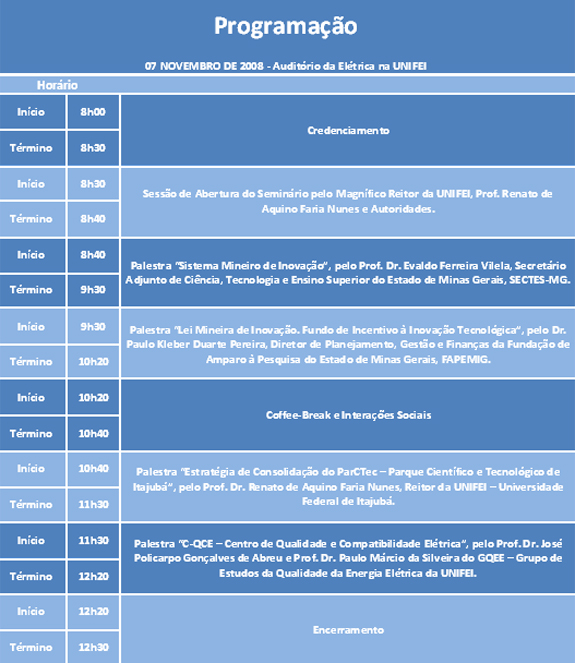 Programação
07 NOVEMBRO DE 2008 - Auditório da Elétrica na UNIFEI
Horário
Início 8h00
Credenciamento
Término 8h30
Início 8h30
Sessão de Abertura do Seminário pelo Magnífico Reitor da UNIFEI, Prof. Renato de
Aquino Faria Nunes e Autoridades.
Término 8h40
Início 8h40
Palestra "Sistema Mineiro de Inovação", pelo Prof. Dr. Evaldo Ferreira Vilela, Secretário
Adjunto de Ciência, Tecnologia e Ensino Superior do Estado de Minas Gerais, SECTES-MG.
Término 9h30
Início 9h30
Palestra "Lei Mineira de Inovação. Fundo de Incentivo à Inovação Tecnológica", pelo Dr.
Paulo Kleber Duarte Pereira, Diretor de Planejamento, Gestão e Finanças da Fundação de
Amparo à Pesquisa do Estado de Minas Gerais, FAPEMIG.
Término 10h20
Início 10h20
Coffee-Break e Interações Sociais
Término 10h40
Início 10h40
Palestra "Estratégia de Consolidação do ParCTec – Parque Científico e Tecnológico de
Itajubá", pelo Prof. Dr. Renato de Aquino Faria Nunes, Reitor da UNIFEI – Universidade
Federal de Itajubá.
Término 11h30
Início 11h30
Palestra "C-QCE – Centro de Qualidade e Compatibilidade Elétrica", pelo Prof. Dr. José
Policarpo Gonçalves de Abreu e Prof. Dr. Paulo Márcio da Silveira do GQEE – Grupo de
Estudos da Qualidade da Energia Elétrica da UNIFEI.
Término 12h20
Início 12h20
Encerramento
Término 12h30